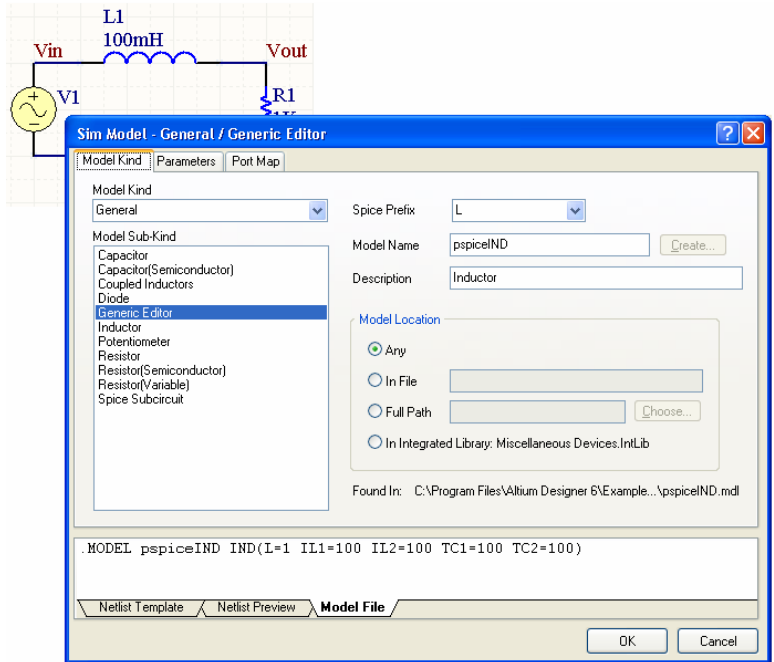 L1
100mH
Vin
Vout
V1
R1
Sim Model - General / Generic Editor
Model Kind
Parameters
Port Map
Model Kind
General
Model Sub-Kind
Capacitor
Capacitor(Semiconductor)
Coupled Inductors
Diode
Generic Editor
Inductor
Potentiometer
Resistor
Resistor(Semiconductor)
Resistor(Variable)
Spice Subcircuit
Spice Prefix
L
Model Name
pspiceIND
Create...
Description
Inductor
Model Location
Any
In File
Full Path
Choose...
In Integrated Library: Miscellaneous Devices.IntLib
Found In: C:\Program Files\Altium Designer 6\Example...\pspiceIND.mdl
.MODEL pspiceIND IND(L=1 IL1=100 IL2=100 TC1=100 TC2=100)
Netlist Template
Netlist Preview
Model File
OK
Cancel